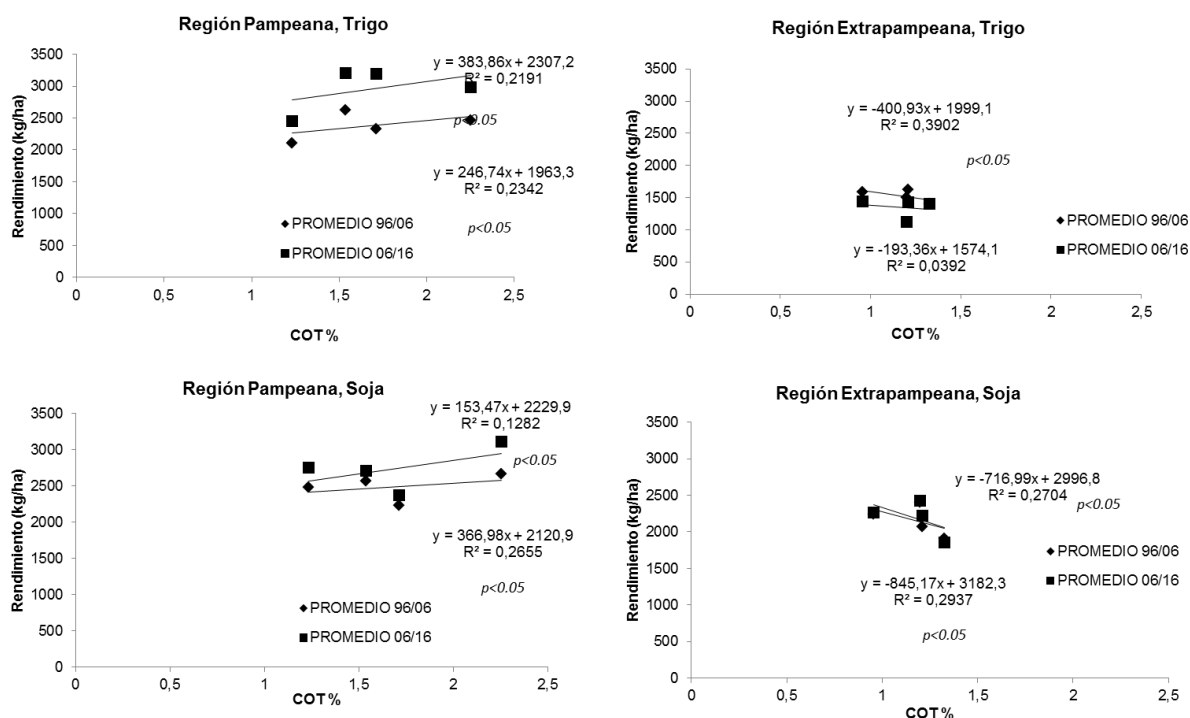 Región Pampeana, Trigo
Rendimiento (kg/ha)
3500
3000
2500
2000
1500
1000
500
0
y = 383,86x + 2307,2
R² = 0,2191
p<0.05
y = 246,74x + 1963,3
R² = 0,2342
p<0.05
PROMEDIO 96/06
PROMEDIO 06/16
0 0,5 1 1,5 2 2,5
COT %
Región Extrapampeana, Trigo
Rendimiento (kg/ha)
3500
3000
2500
2000
1500
1000
500
0
y = -400,93x + 1999,1
R² = 0,3902
p<0.05
PROMEDIO 96/06
PROMEDIO 06/16
y = -193,36x + 1574,1
R² = 0,0392
0 0,5 1 1,5 2 2,5
COT %
Región Pampeana, Soja
Rendimiento (kg/ha)
3500
3000
2500
2000
1500
1000
500
0
y = 153,47x + 2229,9
R² = 0,1282
p<0.05
y = 366,98x + 2120,9
R² = 0,2655
p<0.05
PROMEDIO 96/06
PROMEDIO 06/16
0 0,5 1 1,5 2 2,5
COT %
Región Extrapampeana, Soja
Rendimiento (kg/ha)
3500
3000
2500
2000
1500
1000
500
0
y = -716,99x + 2996,8
R² = 0,2704
p<0.05
PROMEDIO 96/06
PROMEDIO 06/16
y = -845,17x + 3182,3
R² = 0,2937
p<0.05
0 0,5 1 1,5 2 2,5
COT %